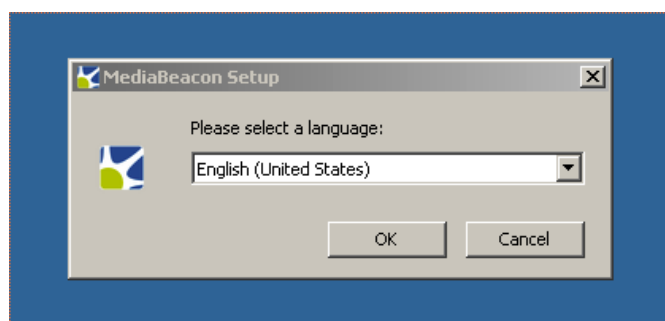 MediaBeacon Setup
Please select a language:
English (United States)
OK Cancel